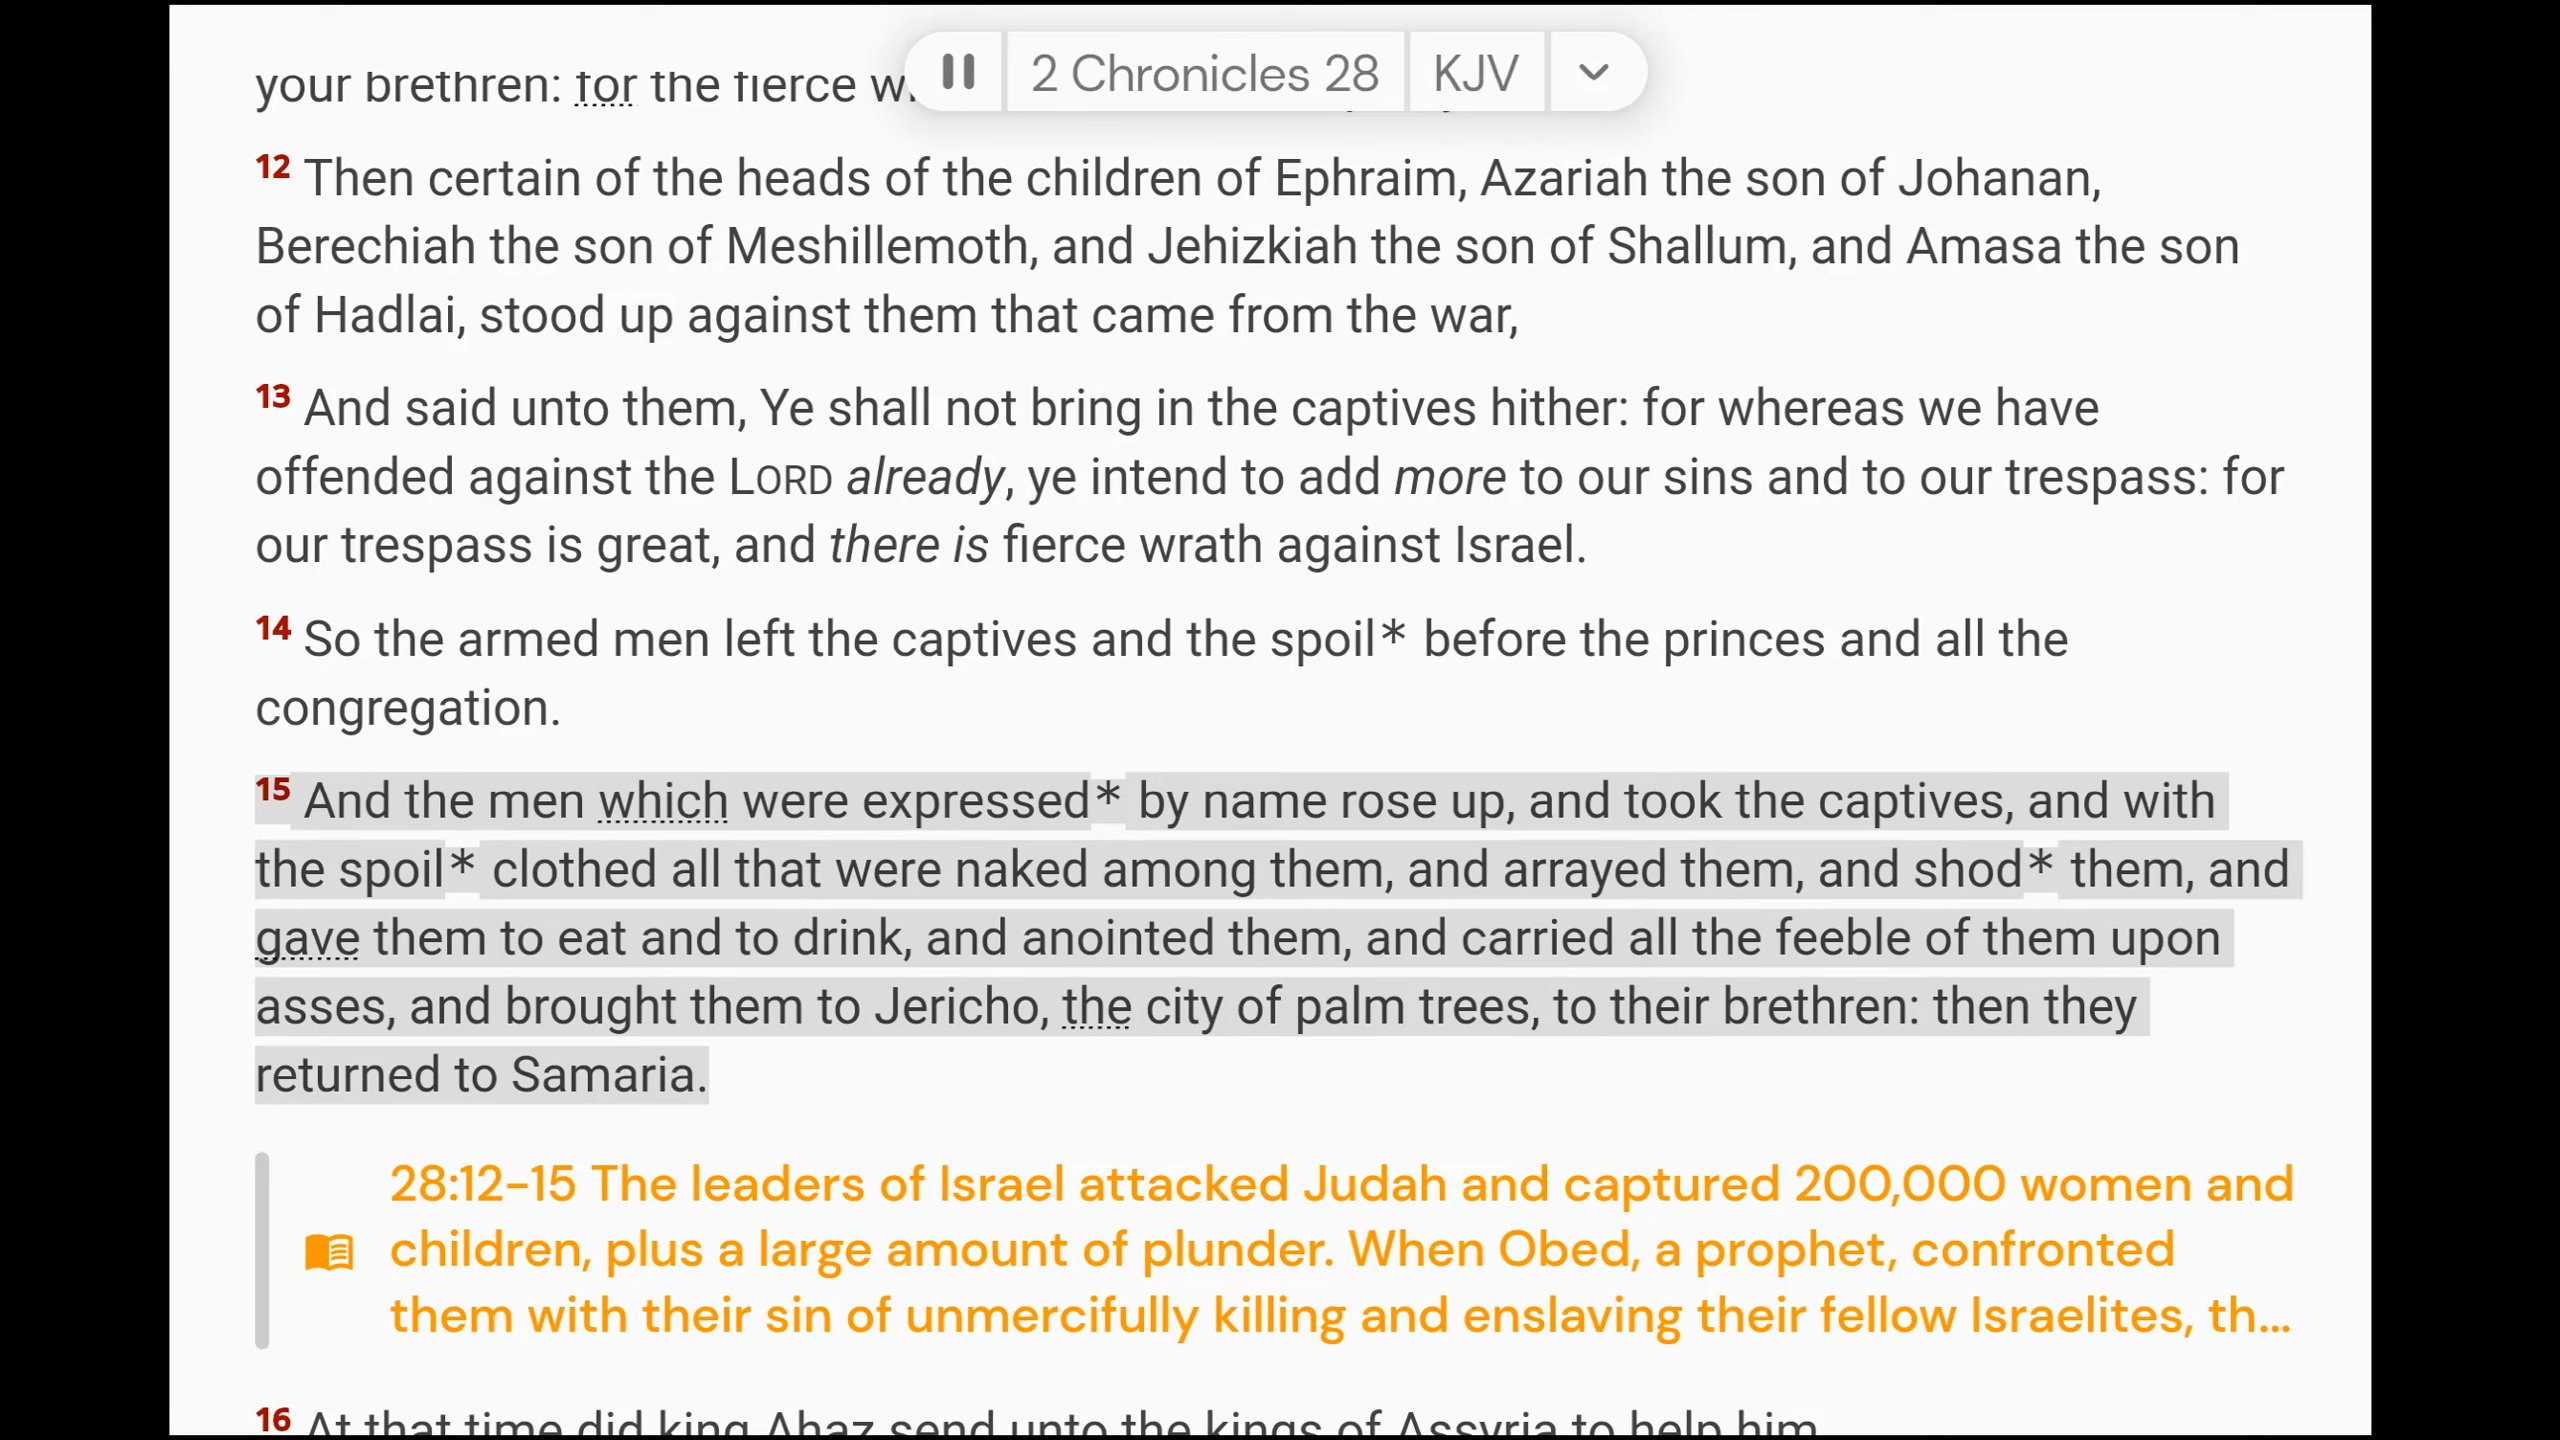 your brethren: for the fierce
2 Chronicles 28 KJV
12 Then certain of the heads of the children of Ephraim, Azariah the son of Johanan,
Berechiah the son of Meshillemoth, and Jehizkiah the son of Shallum, and Amasa the son
of Hadlai, stood up against them that came from the war,
13 And said unto them, Ye shall not bring in the captives hither: for whereas we have
offended against the LORD already, ye intend to add more to our sins and to our trespass: for
our trespass is great, and there is fierce wrath against Israel.
14 So the armed men left the captives and the spoil* before the princes and all the
congregation.
15 And the men which were expressed* by name rose up, and took the captives, and with
the spoil* clothed all that were naked among them, and arrayed them, and shod* them, and
gave them to eat and to drink, and anointed them, and carried all the feeble of them upon
asses, and brought them to Jericho, the city of palm trees, to their brethren: then they
returned to Samaria.
28:12–15 The leaders of Israel attacked Judah and captured 200,000 women and
children, plus a large amount of plunder. When Obed, a prophet, confronted
them with their sin of unmercifully killing and enslaving their fellow Israelites, th...
16 At that time did king Ahaz send unto the kings of Assyria to help him